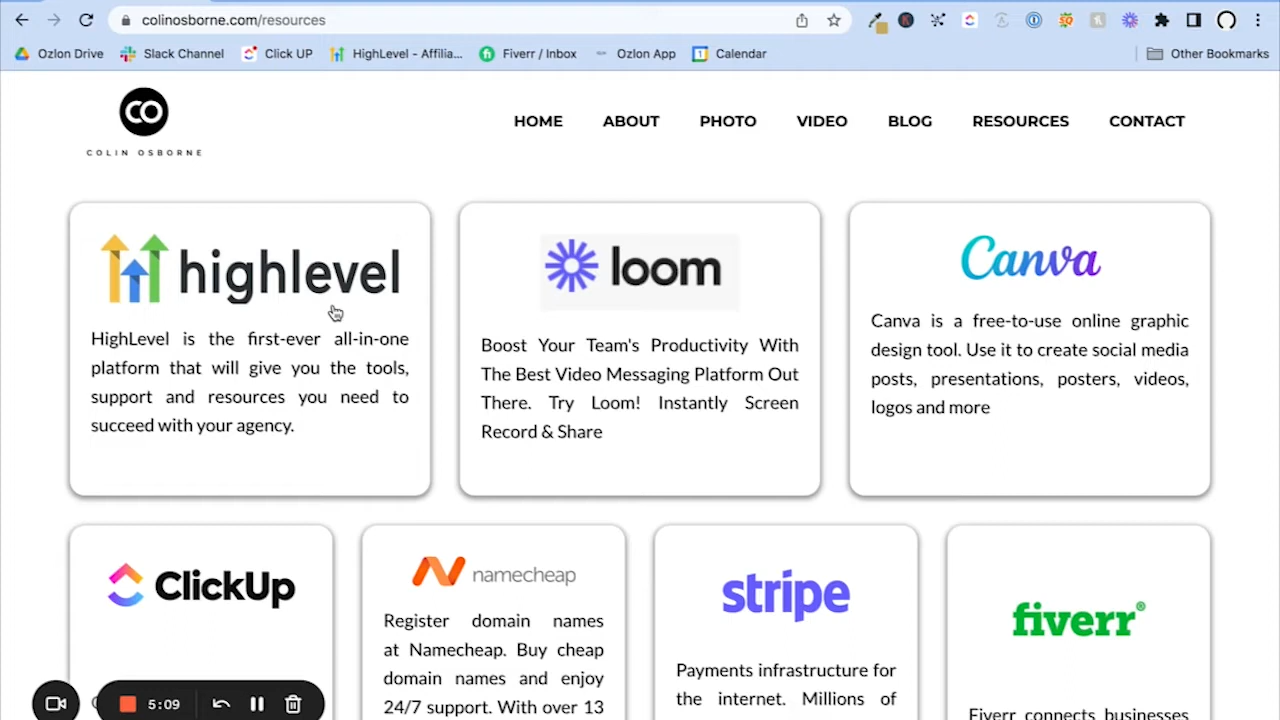 colinosborne.com/resources
Ozlon Drive
Slack Channel
Click UP
HighLevel - Affilia...
Fiverr / Inbox
Ozlon App
Calendar
Other Bookmarks
CO
COLIN OSBORNE
HOME
ABOUT
PHOTO
VIDEO
BLOG
RESOURCES
CONTACT
highlevel
HighLevel is the first-ever all-in-one
platform that will give you the tools,
support and resources you need to
succeed with your agency.
loom
Boost Your Team's Productivity With
The Best Video Messaging Platform Out
There. Try Loom! Instantly Screen
Record & Share
Canva
Canva is a free-to-use online graphic
design tool. Use it to create social media
posts, presentations, posters, videos,
logos and more
ClickUp
namecheap
Register domain names
at Namecheap. Buy cheap
domain names and enjoy
24/7 support. With over 13
stripe
Payments infrastructure for
the internet. Millions of
fiverr®
Fiverr connects businesses
5:09